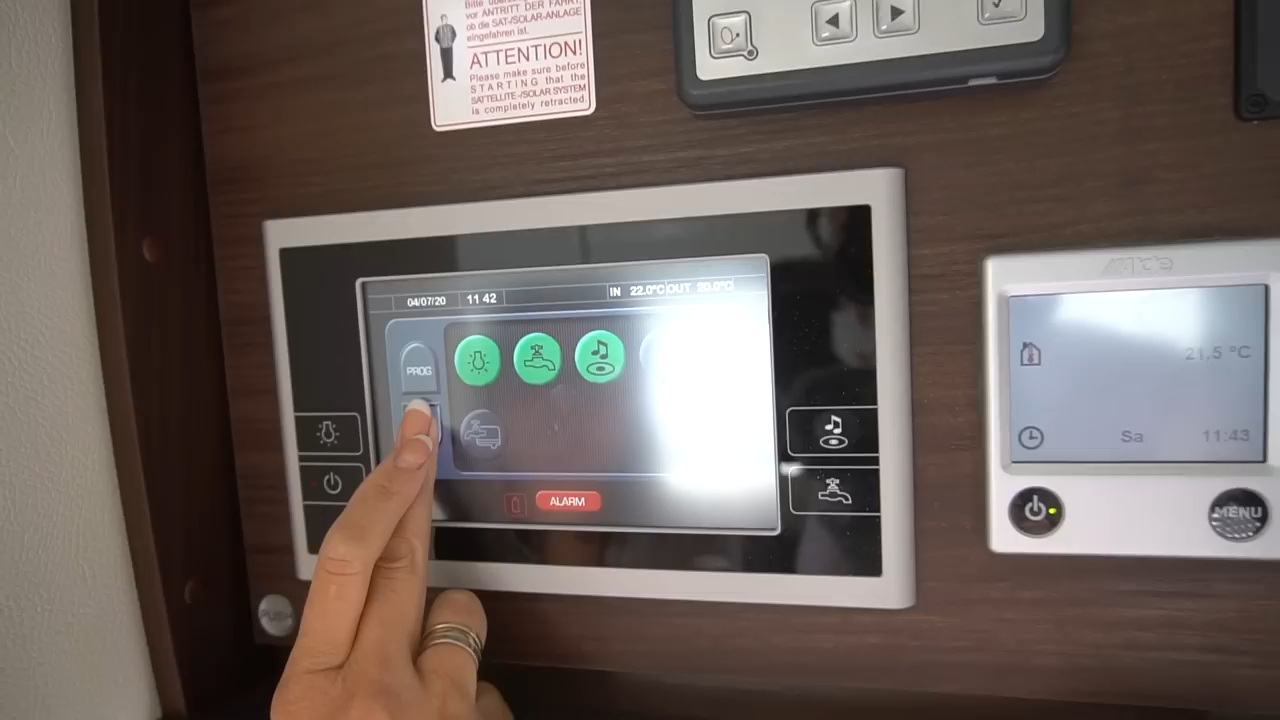 Bitte
vor ANTRITT DER FAHRT,
ob die SAT-/SOLAR-ANLAGE
eingefahren ist.
ATTENTION!
Please make sure before
STARTING that the
SATTELLITE-/SOLAR SYSTEM
is completely retracted.
04/07/20 11 42 IN 22.0°C OUT 20.0°C
PROG
ALARM
PUSH
Alde
21.5 °C
Sa 11:43
MENU